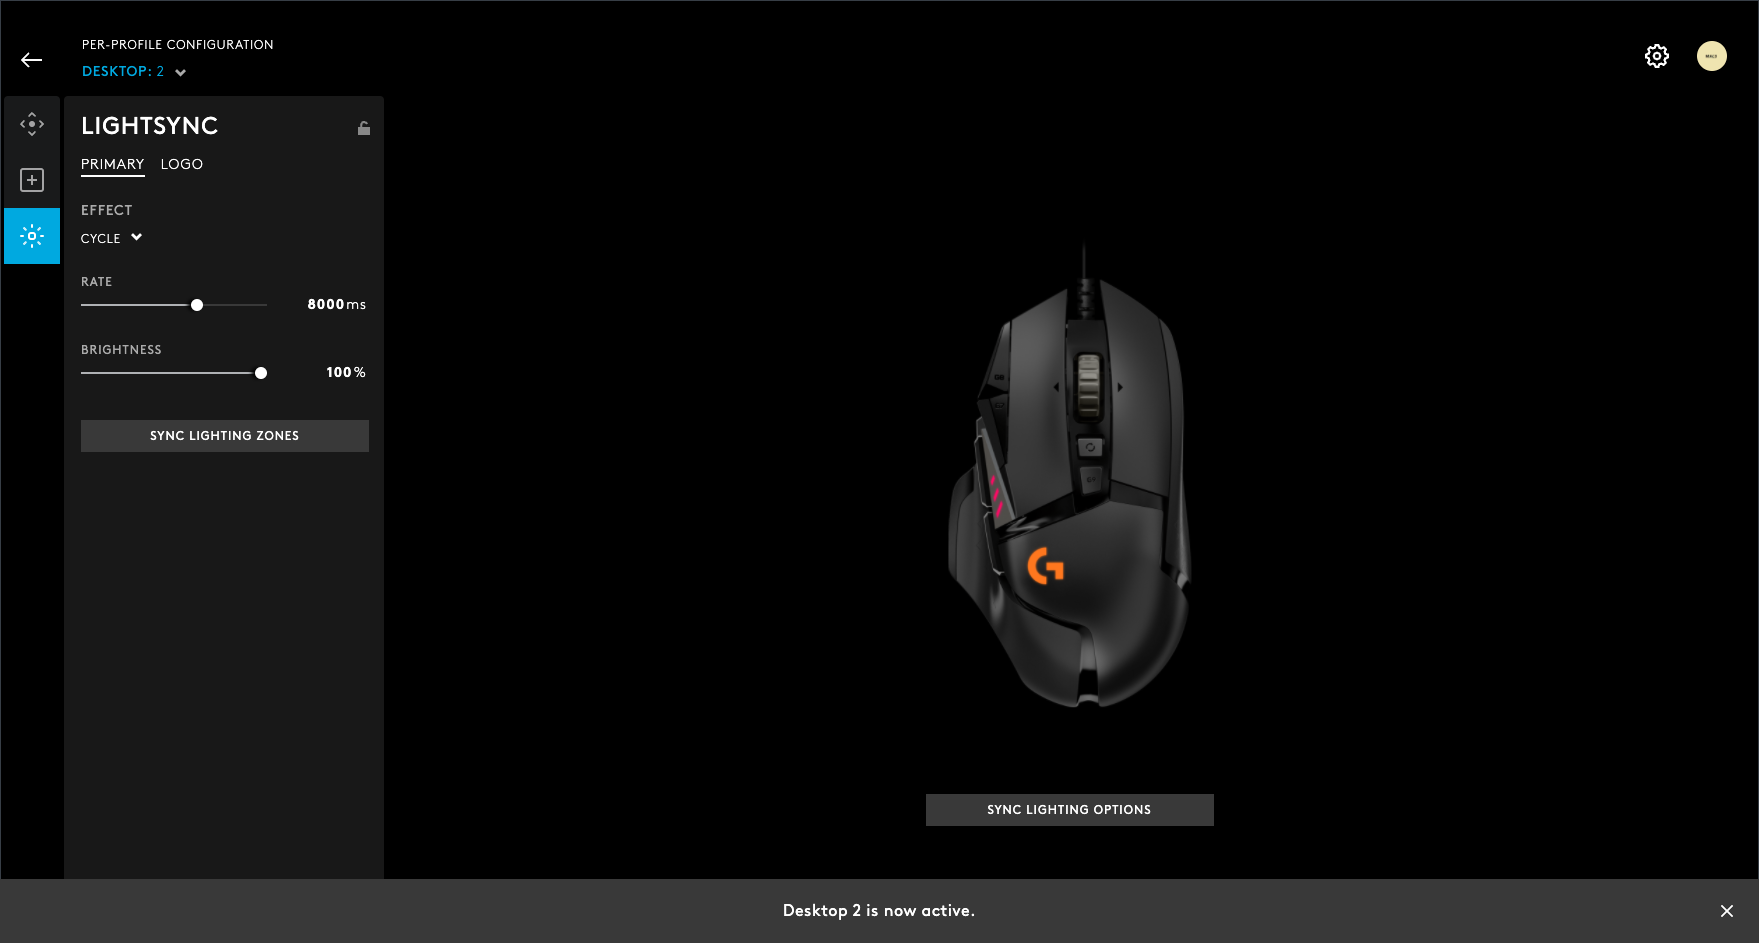 PER-PROFILE CONFIGURATION
DESKTOP: 2
LIGHTSYNC
PRIMARY LOGO
EFFECT
CYCLE
RATE
8000ms
BRIGHTNESS
100%
SYNC LIGHTING ZONES
G8
SYNC LIGHTING OPTIONS
Desktop 2 is now active.